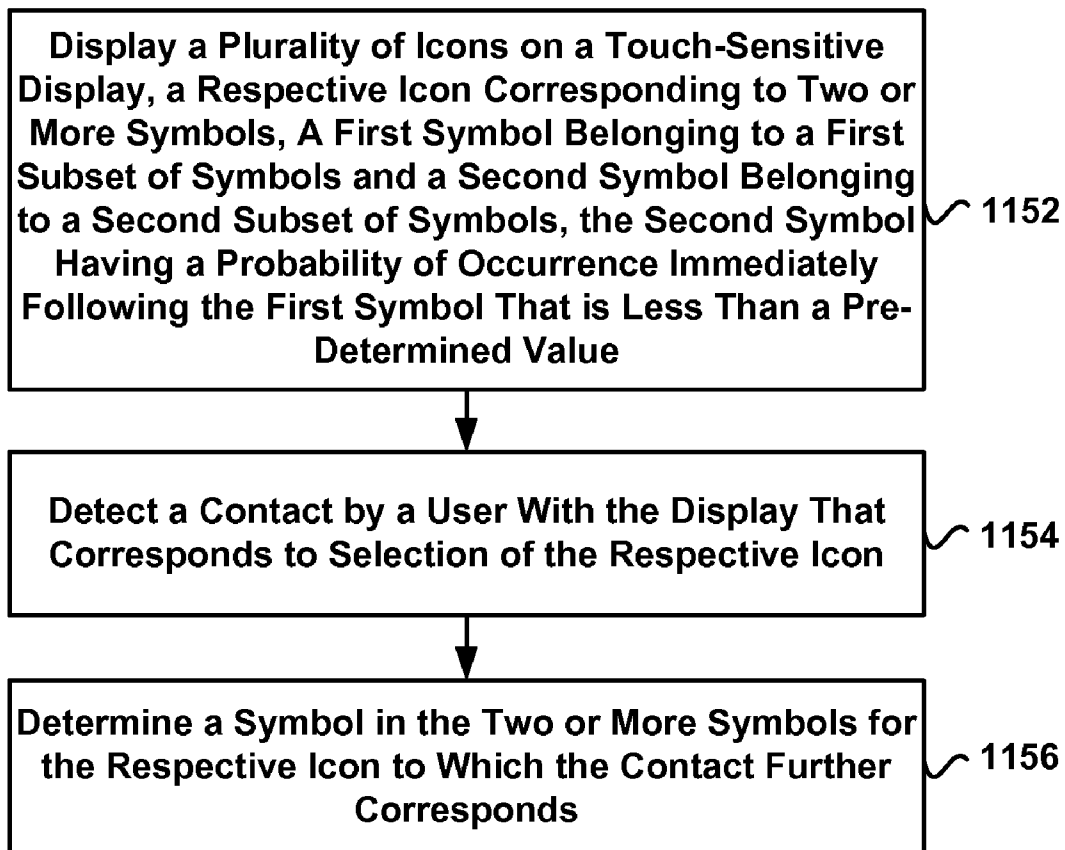 Display a Plurality of Icons on a Touch-Sensitive
Display, a Respective Icon Corresponding to Two or
More Symbols, A First Symbol Belonging to a First
Subset of Symbols and a Second Symbol Belonging
to a Second Subset of Symbols, the Second Symbol
Having a Probability of Occurrence Immediately
Following the First Symbol That is Less Than a Pre-
Determined Value
1152
Detect a Contact by a User With the Display That
Corresponds to Selection of the Respective Icon
1154
Determine a Symbol in the Two or More Symbols for
the Respective Icon to Which the Contact Further
Corresponds
1156